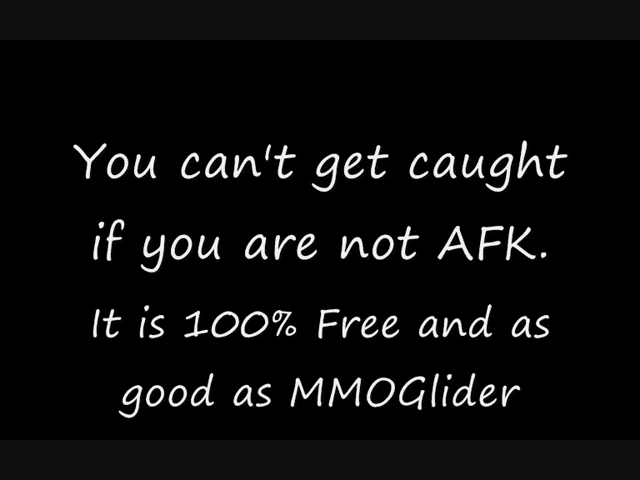 You can't get caught
if you are not AFK.
It is 100% Free and as
good as MMOGlider